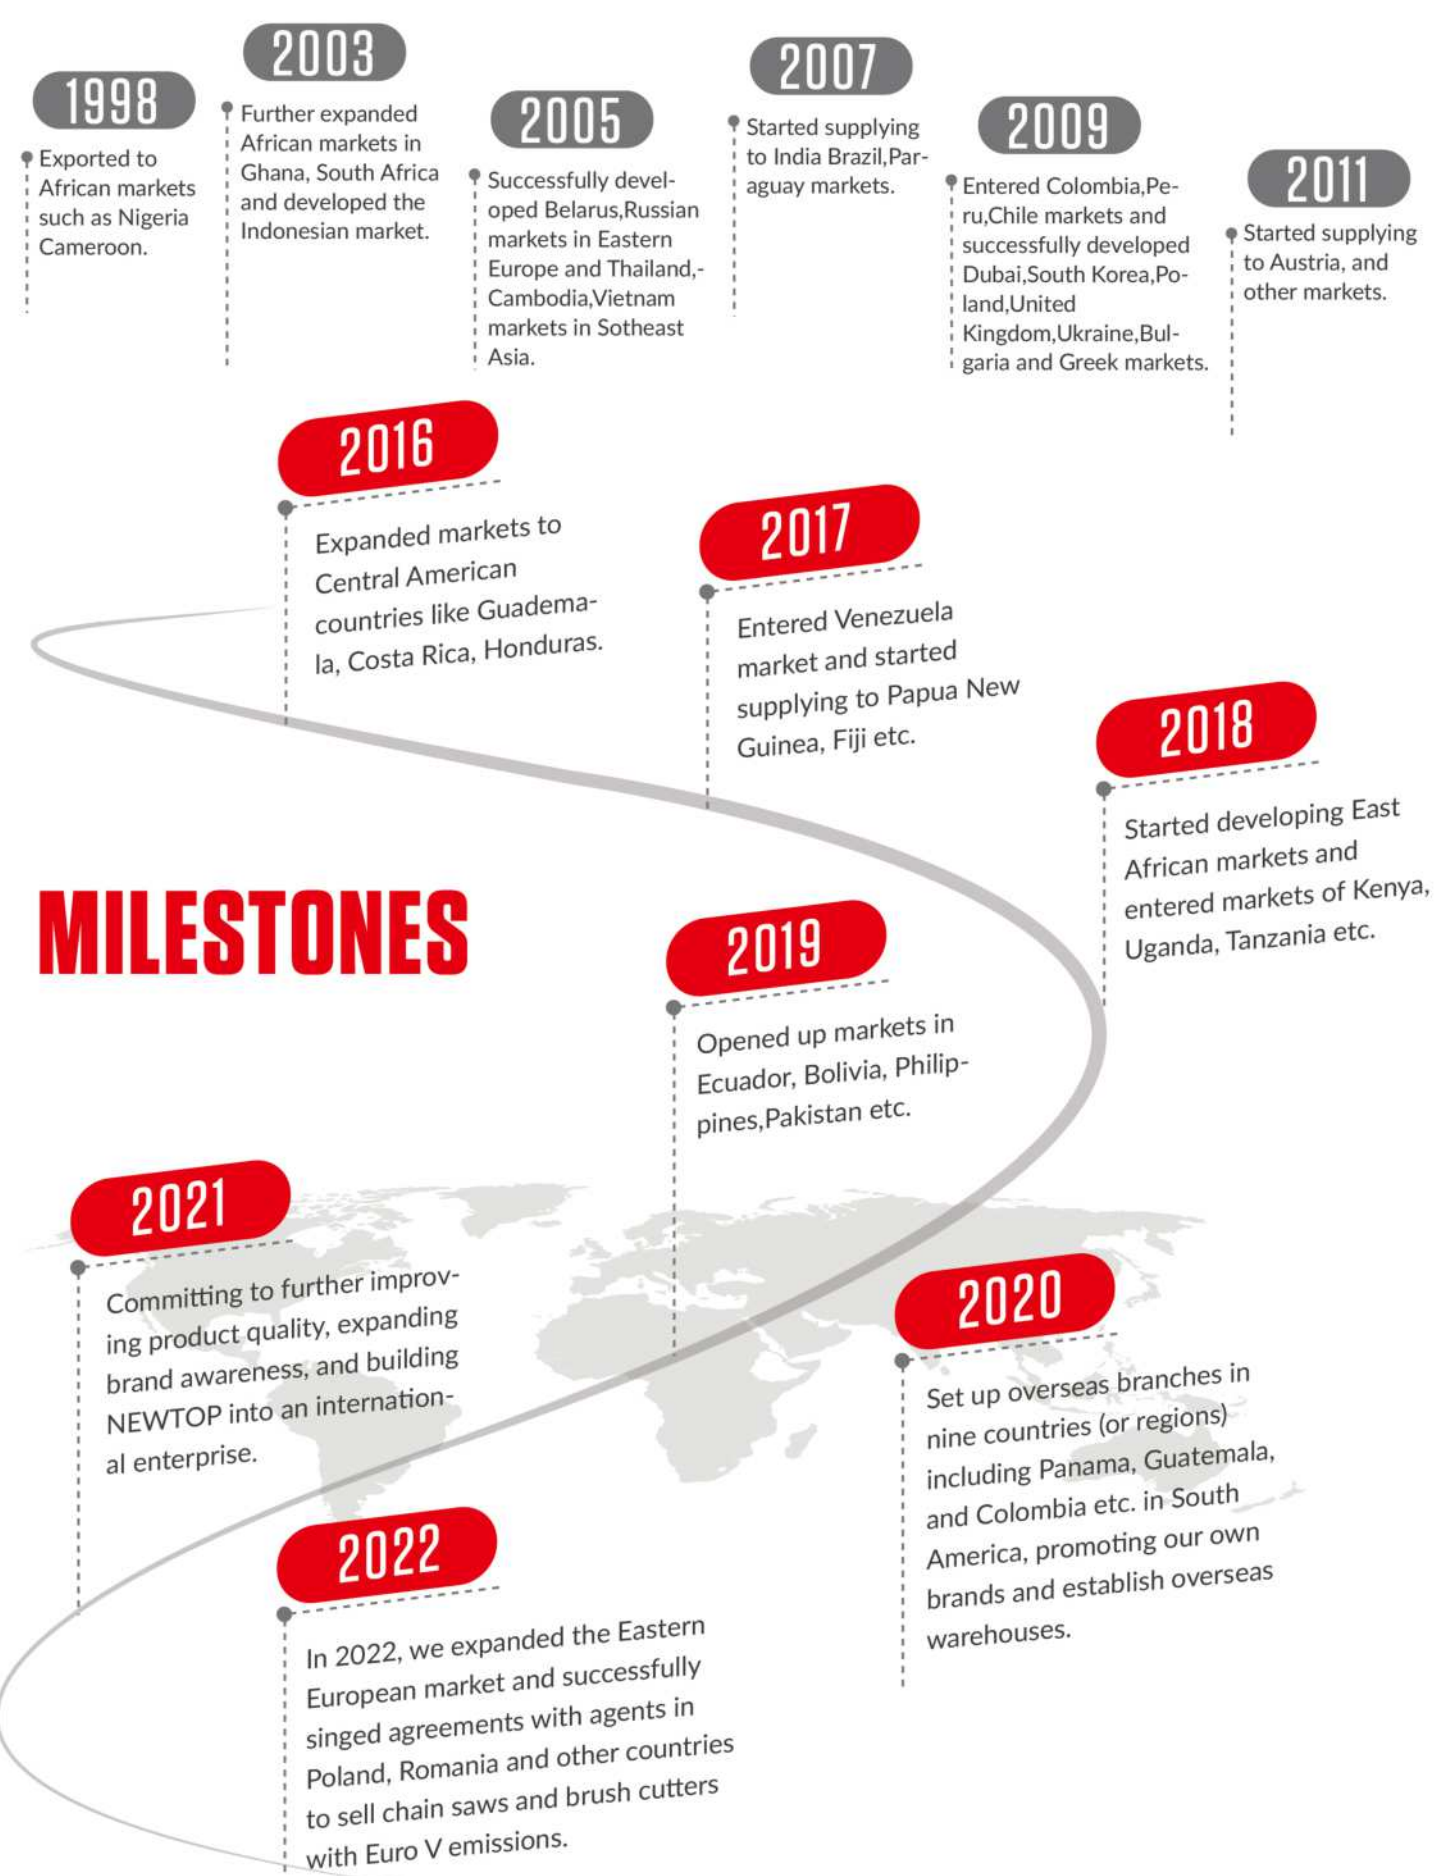 1998
Exported to
African markets
such as Nigeria
Cameroon.
2003
Further expanded
African markets in
Ghana, South Africa
and developed the
Indonesian market.
2005
Successfully devel-
oped Belarus,Russian
markets in Eastern
Europe and Thailand,-
Cambodia,Vietnam
markets in Sotheast
Asia.
2007
Started supplying
to India Brazil,Par-
aguay markets.
2009
Entered Colombia,Pe-
ru,Chile markets and
successfully developed
Dubai,South Korea,Po-
land,United
Kingdom,Ukraine,Bul-
garia and Greek markets.
2011
Started supplying
to Austria, and
other markets.
2016
Expanded markets to
Central American
countries like Guadema-
la, Costa Rica, Honduras.
2017
Entered Venezuela
market and started
supplying to Papua New
Guinea, Fiji etc.
2018
Started developing East
African markets and
entered markets of Kenya,
Uganda, Tanzania etc.
MILESTONES
2019
Opened up markets in
Ecuador, Bolivia, Philip-
pines,Pakistan etc.
2021
Committing to further improv-
ing product quality, expanding
brand awareness, and building
NEWTOP into an internation-
al enterprise.
2020
Set up overseas branches in
nine countries (or regions)
including Panama, Guatemala,
and Colombia etc. in South
America, promoting our own
brands and establish overseas
warehouses.
2022
In 2022, we expanded the Eastern
European market and successfully
singed agreements with agents in
Poland, Romania and other countries
to sell chain saws and brush cutters
with Euro V emissions.